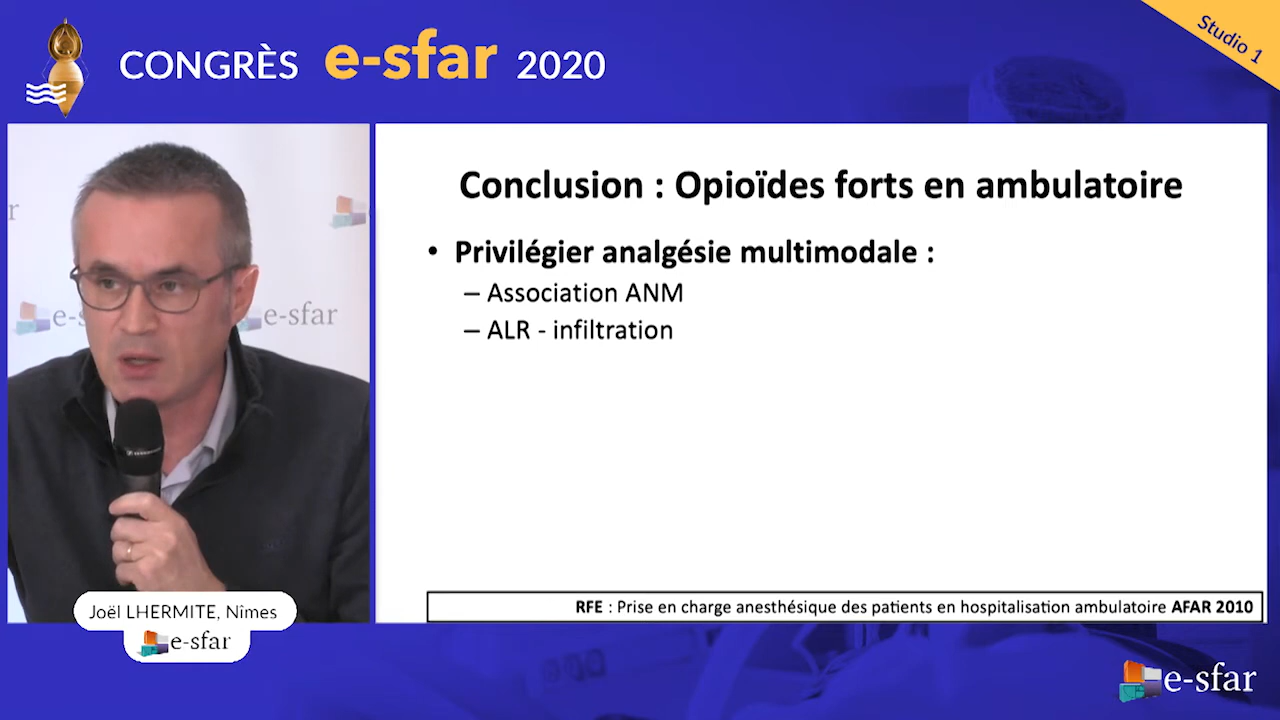 CONGRÈS e-sfar 2020
Studio 1
r
e-s
e-sfar
Conclusion : Opioïdes forts en ambulatoire
• Privilégier analgésie multimodale :
– Association ANM
– ALR - infiltration
RFE : Prise en charge anesthésique des patients en hospitalisation ambulatoire AFAR 2010
Joël LHERMITE, Nîmes
e-sfar
e-sfar